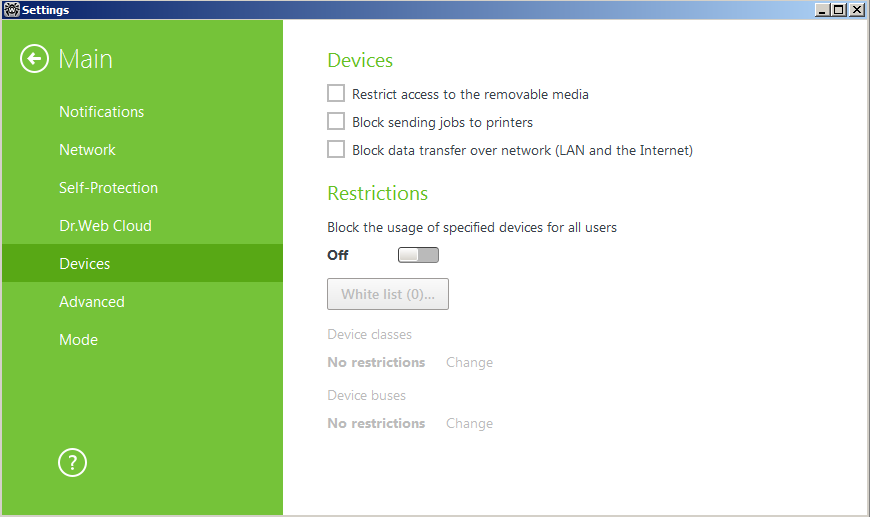 Settings
Main
Notifications
Network
Self-Protection
Dr.Web Cloud
Devices
Advanced
Mode
?
Devices
Restrict access to the removable media
Block sending jobs to printers
Block data transfer over network (LAN and the Internet)
Restrictions
Block the usage of specified devices for all users
Off
White list (0)...
Device classes
No restrictions Change
Device buses
No restrictions Change